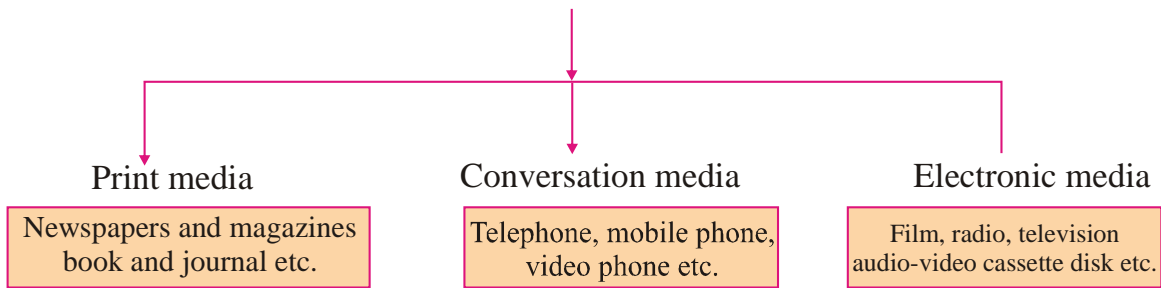 Print media
Newspapers and magazines
book and journal etc.
Conversation media
Telephone, mobile phone,
video phone etc.
Electronic media
Film, radio, television
audio-video cassette disk etc.